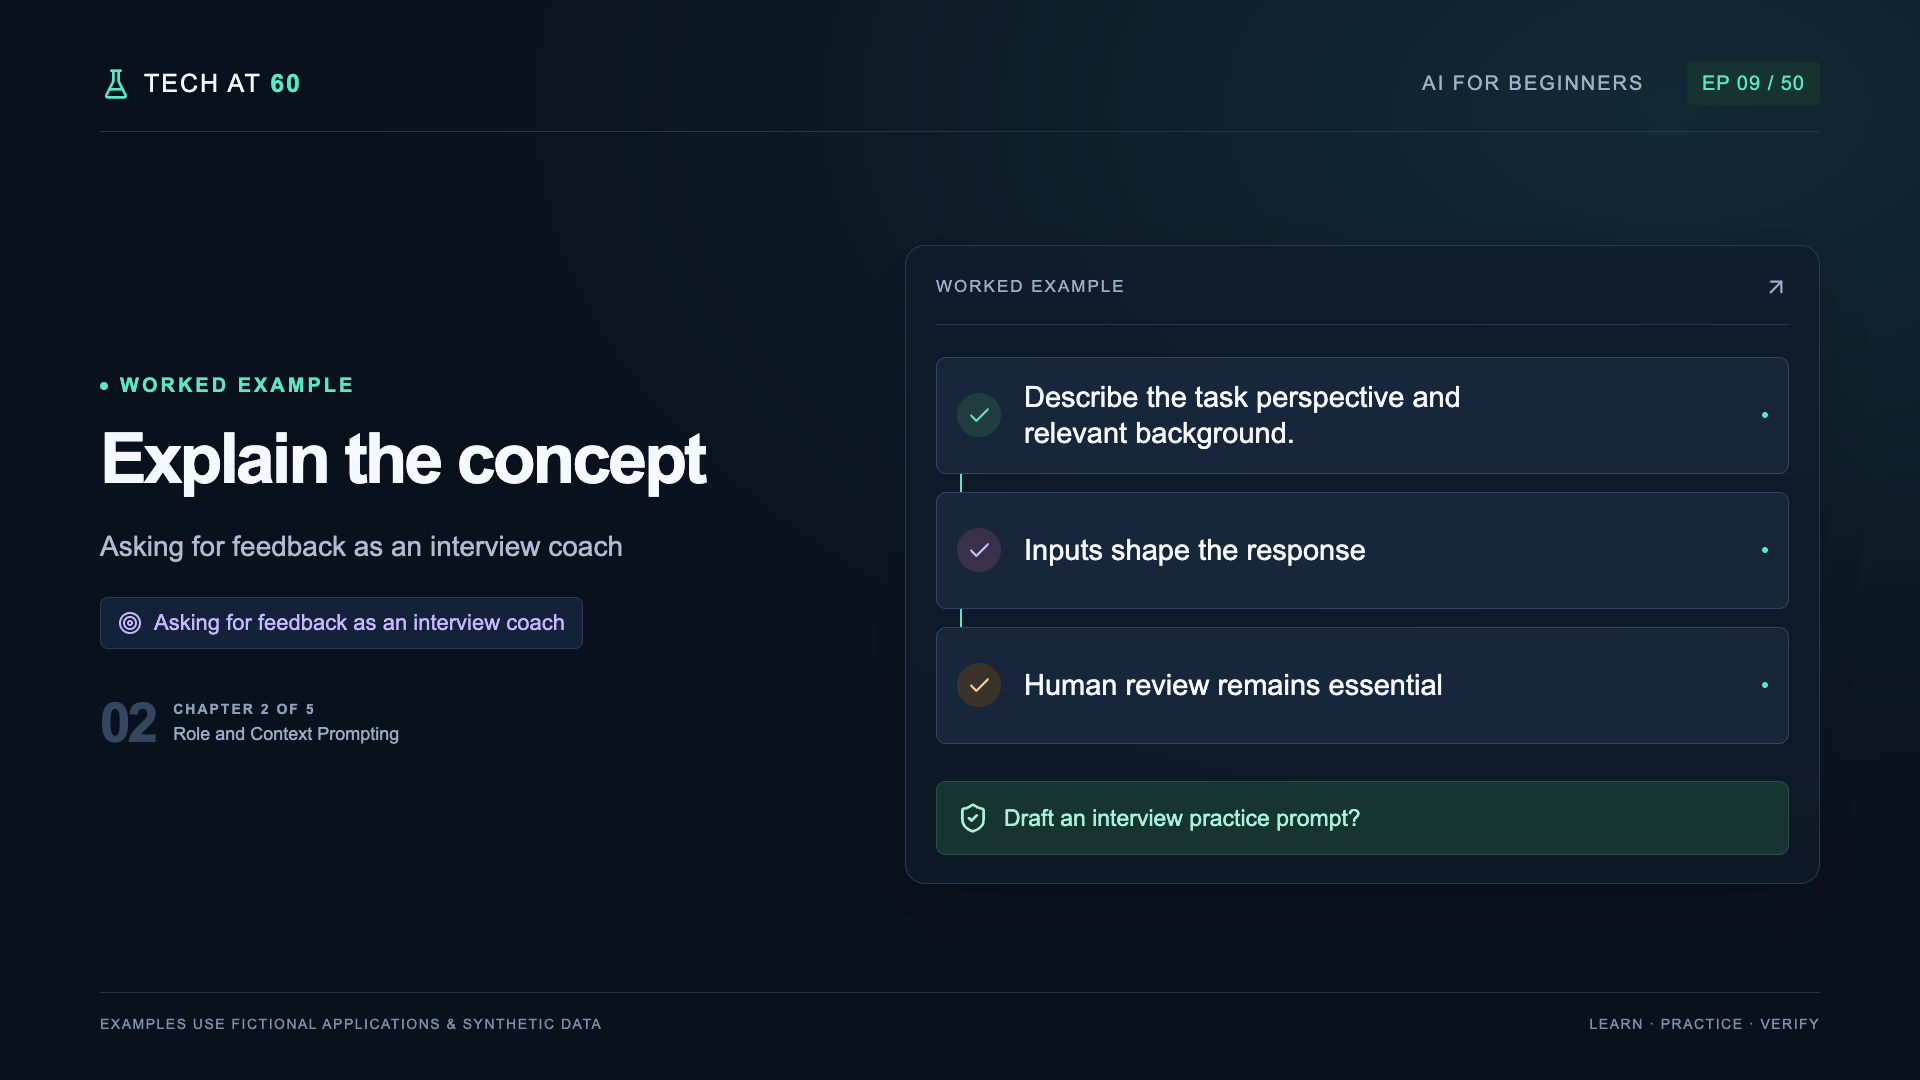 TECH AT 60
AI FOR BEGINNERS
EP 09 / 50
WORKED EXAMPLE
Explain the concept
Asking for feedback as an interview coach
Asking for feedback as an interview coach
02
CHAPTER 2 OF 5
Role and Context Prompting
WORKED EXAMPLE
Describe the task perspective and
relevant background.
Inputs shape the response
Human review remains essential
Draft an interview practice prompt?
EXAMPLES USE FICTIONAL APPLICATIONS & SYNTHETIC DATA
LEARN · PRACTICE · VERIFY